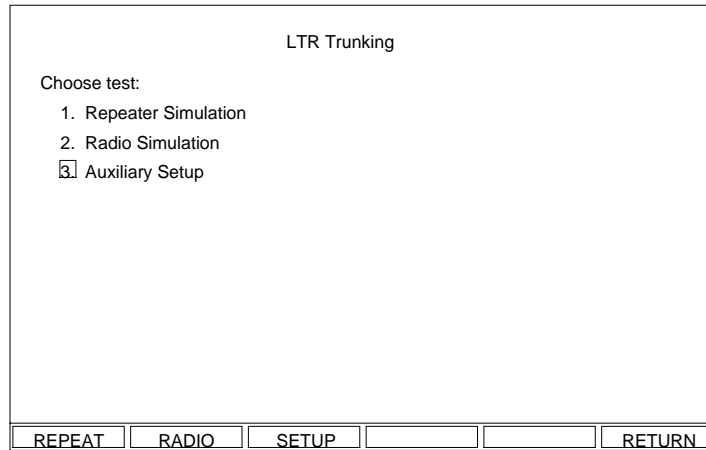 LTR Trunking
Choose test:
1. Repeater Simulation
2. Radio Simulation
3. Auxiliary Setup
REPEAT RADIO SETUP RETURN